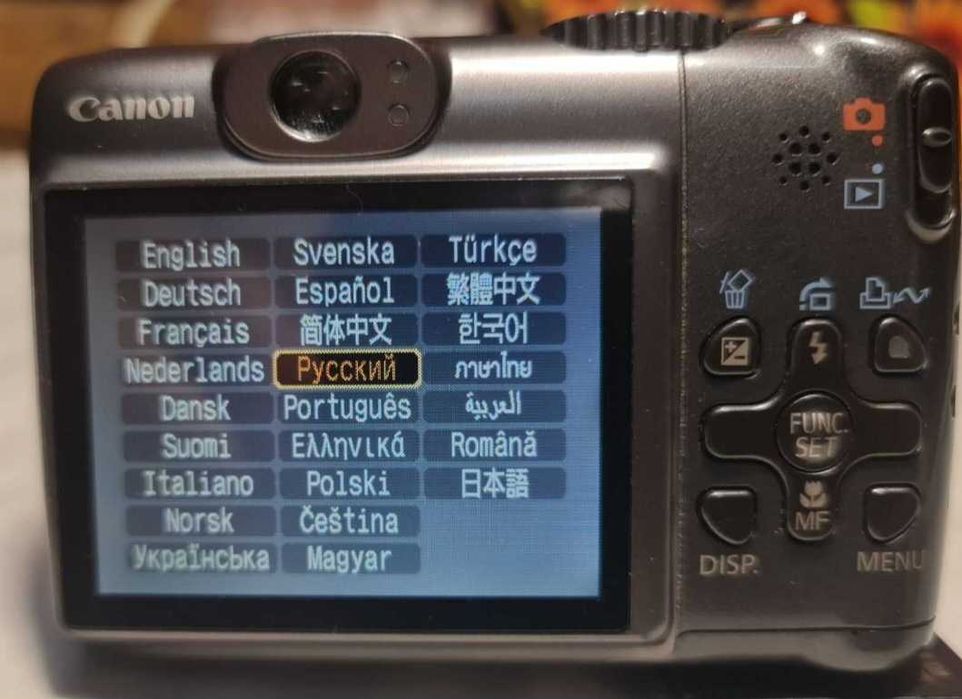 Canon
English Svenska Türkçe
Deutsch Español 繁體中文
Français 简体中文 한국어
Nederlands Русский ภาษาไทย
Dansk Português العربية
Suomi Ελληνικά Română
Italiano Polski 日本語
Norsk Čeština
Українська Magyar
FUNC.
SET
MF
DISP.
MENU